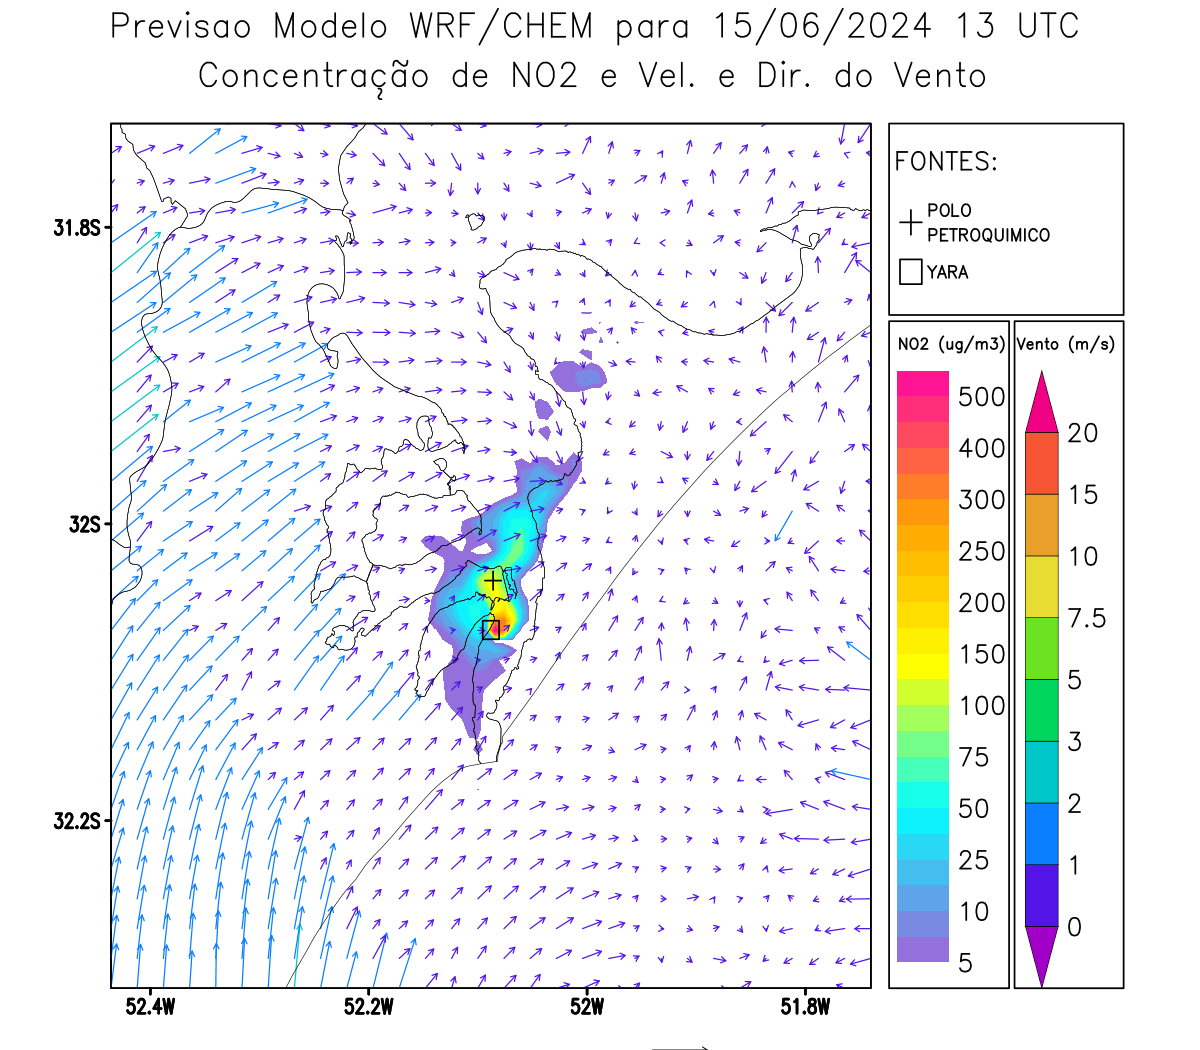 Previsao Modelo WRF/CHEM para 15/06/2024 13 UTC
Concentração de NO2 e Vel. e Dir. do Vento
FONTES:
POLO
PETROQUIMICO
YARA
31.8S
32S
32.2S
52.4W
52.2W
52W
51.8W
NO2 (ug/m3)
500
400
300
250
200
150
100
75
50
25
10
5
Vento (m/s)
20
15
10
7.5
5
3
2
1
0